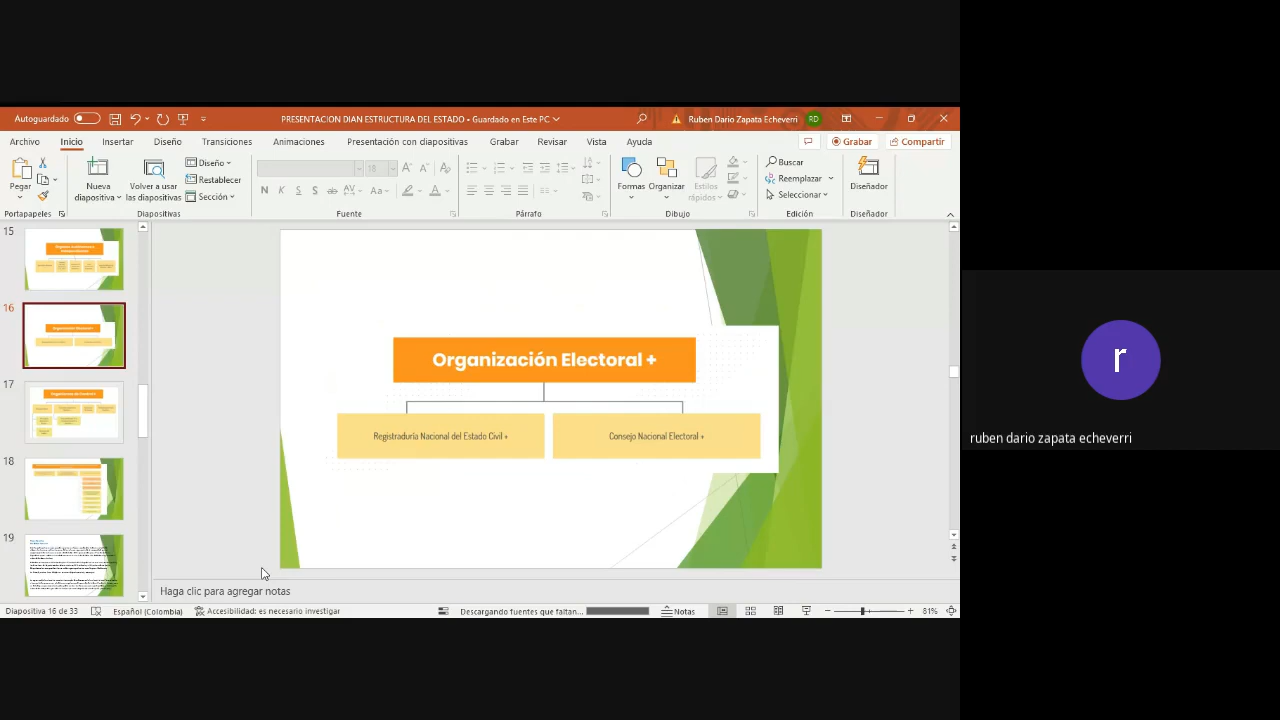 Autoguardado
PRESENTACION DIAN ESTRUCTURA DEL ESTADO • Guardado en Este PC
Ruben Dario Zapata Echeverri
RD
Archivo
Inicio
Insertar
Diseño
Transiciones
Animaciones
Presentación con diapositivas
Grabar
Revisar
Vista
Ayuda
Grabar
Compartir
Pegar
Nueva diapositiva
Volver a usar las diapositivas
Diseño
Restablecer
Sección
18
N K S S ab AV Aa
Formas
Organizar
Estilos rápidos
Buscar
Reemplazar
Seleccionar
Diseñador
Portapapeles
Diapositivas
Fuente
Párrafo
Dibujo
Edición
Diseñador
15
16
17
18
19
Organización Electoral +
Registraduría Nacional del Estado Civil +
Consejo Nacional Electoral +
Haga clic para agregar notas
Diapositiva 16 de 33
Español (Colombia)
Accesibilidad: es necesario investigar
Descargando fuentes que faltan...
Notas
81%
r
ruben dario zapata echeverri